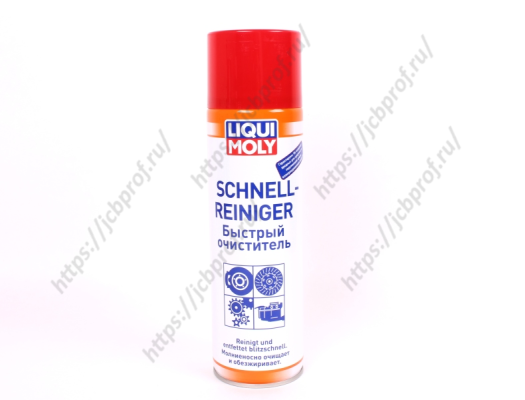 LIQUI
MOLY
SCHNELL-
REINIGER
Быстрый
очиститель
Reinigt und
entfettet blitzschnell.
Молниеносно очищает
и обезжиривает.
https://jcbprof.ru/
https://jcbprof.ru/
https://jcbprof.ru/
https://jcbprof.ru/